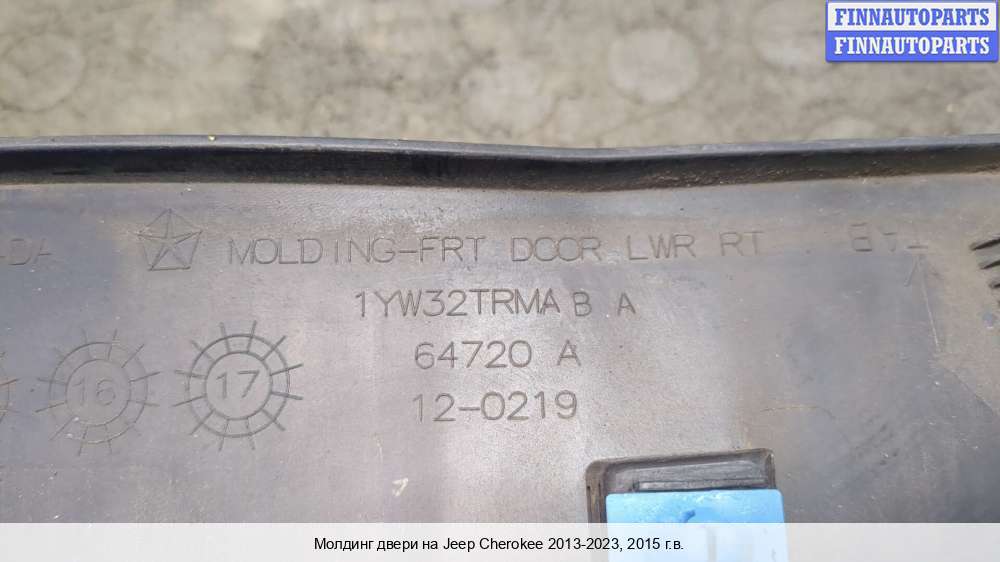 FINNAUTOPARTS
FINNAUTOPARTS
MOLDING-FRT DOOR LWR RT
1YW32TRMA B A
64720 A
16
17
12-0219
Молдинг двери на Jeep Cherokee 2013-2023, 2015 г.в.